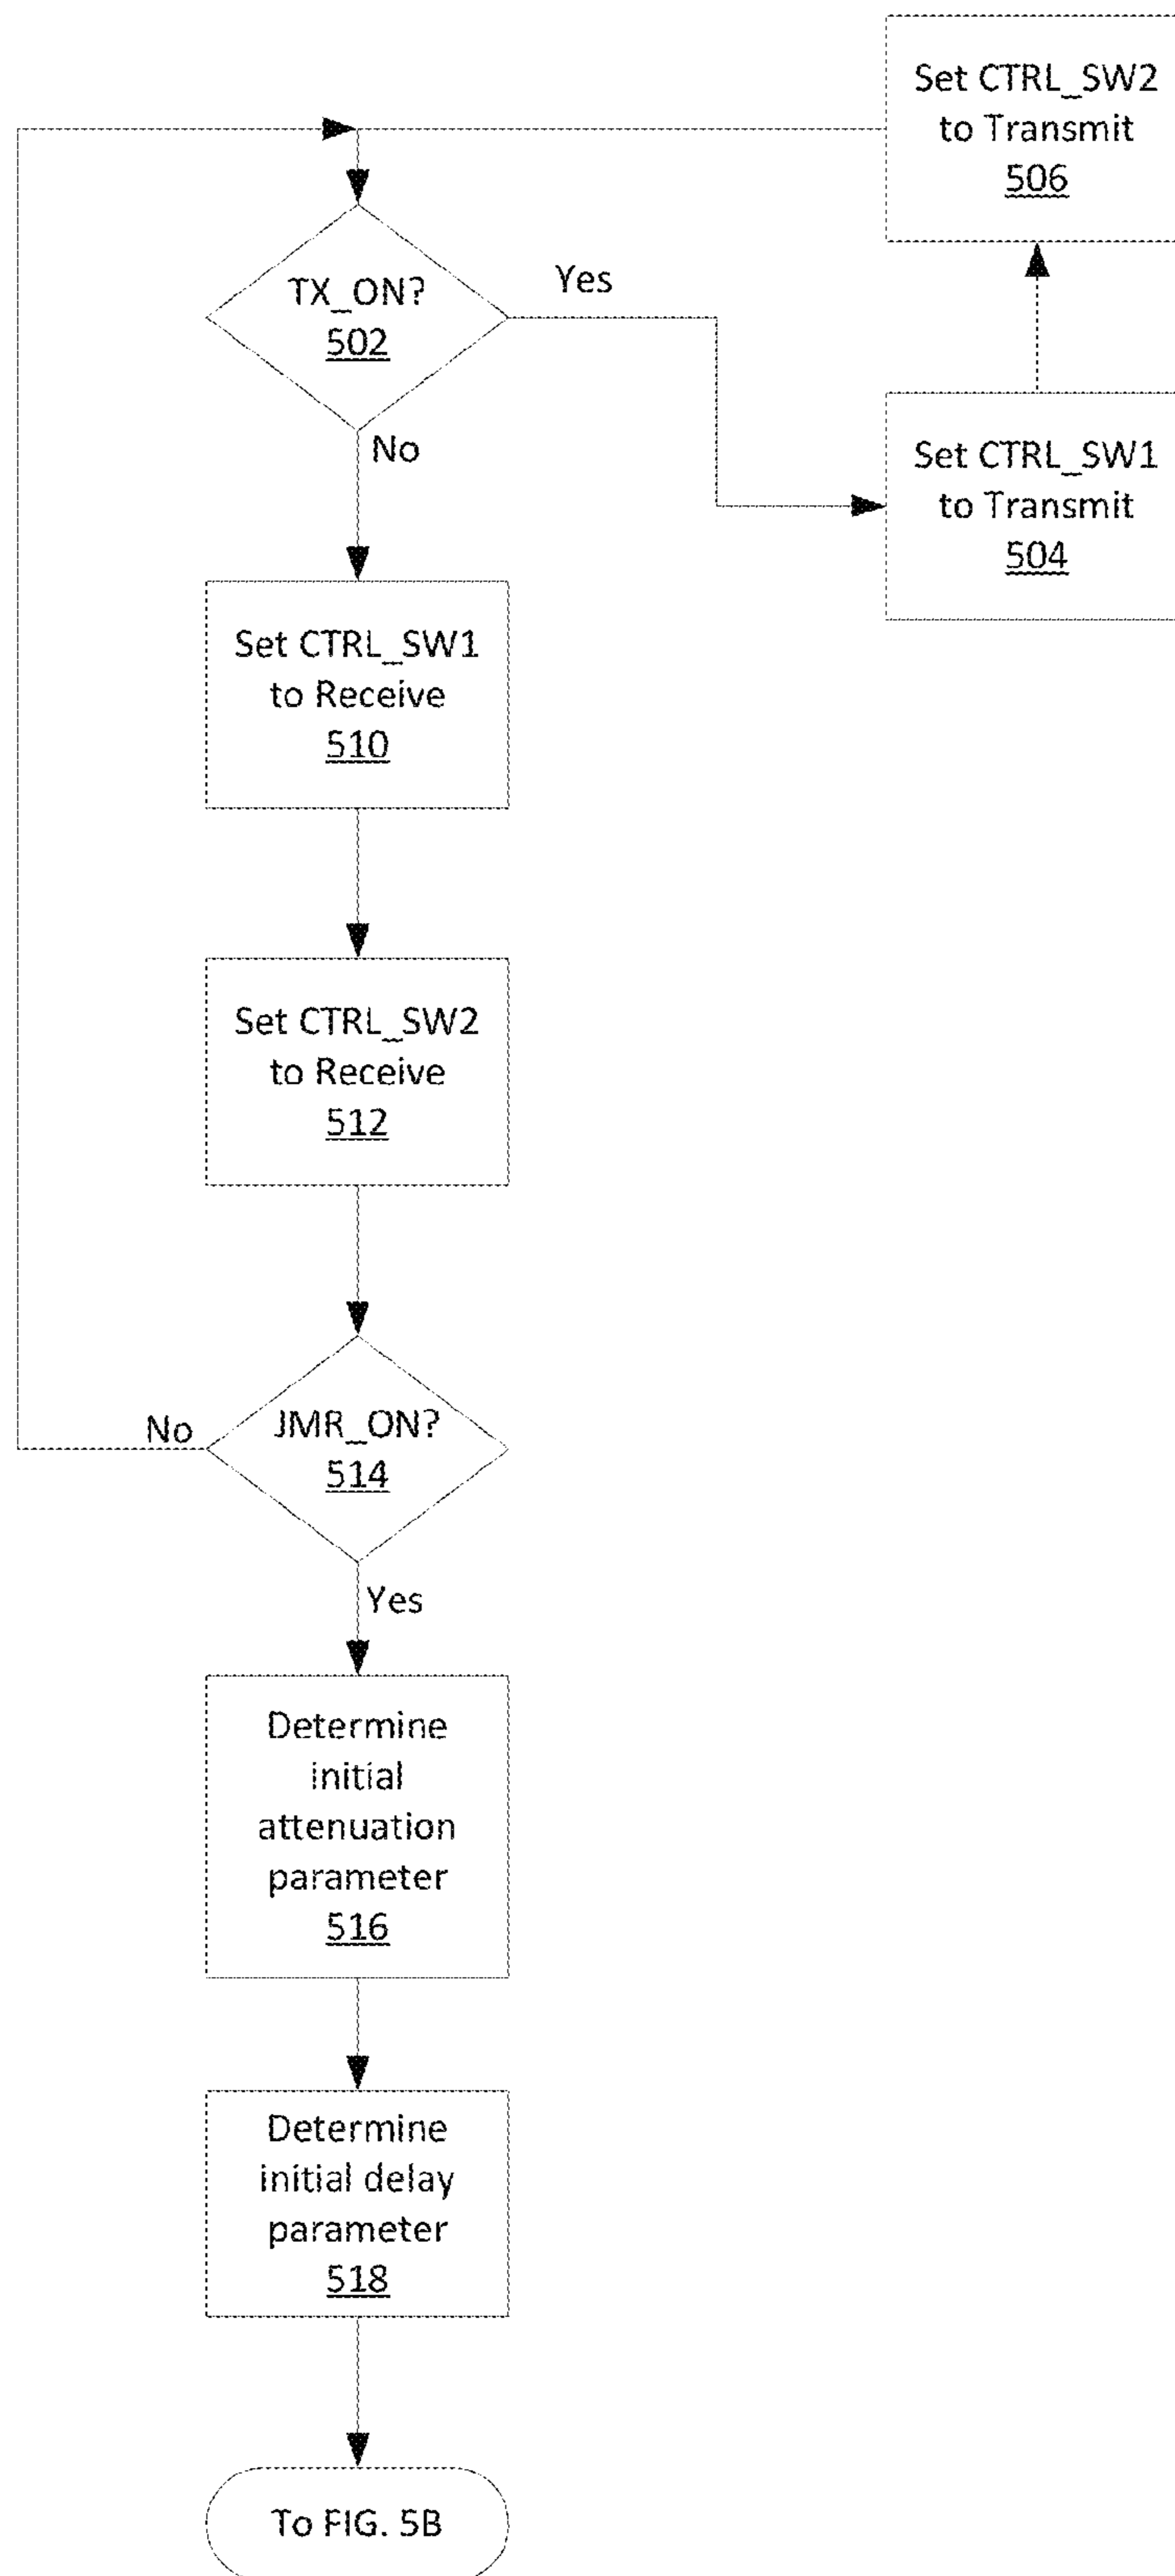 Set CTRL_SW2
to Transmit
506
TX_ON?
502
Yes
No
Set CTRL_SW1
to Transmit
504
Set CTRL_SW1
to Receive
510
Set CTRL_SW2
to Receive
512
JMR_ON?
514
No
Yes
Determine
initial
attenuation
parameter
516
Determine
initial delay
parameter
518
To FIG. 5B